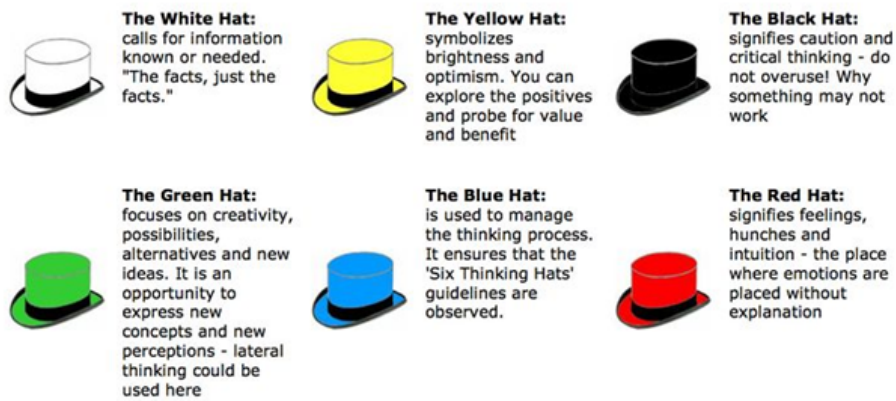 The White Hat:
calls for information
known or needed.
"The facts, just the
facts."
The Yellow Hat:
symbolizes
brightness and
optimism. You can
explore the positives
and probe for value
and benefit
The Black Hat:
signifies caution and
critical thinking - do
not overuse! Why
something may not
work
The Green Hat:
focuses on creativity,
possibilities,
alternatives and new
ideas. It is an
opportunity to
express new
concepts and new
perceptions - lateral
thinking could be
used here
The Blue Hat:
is used to manage
the thinking process.
It ensures that the
'Six Thinking Hats'
guidelines are
observed.
The Red Hat:
signifies feelings,
hunches and
intuition - the place
where emotions are
placed without
explanation